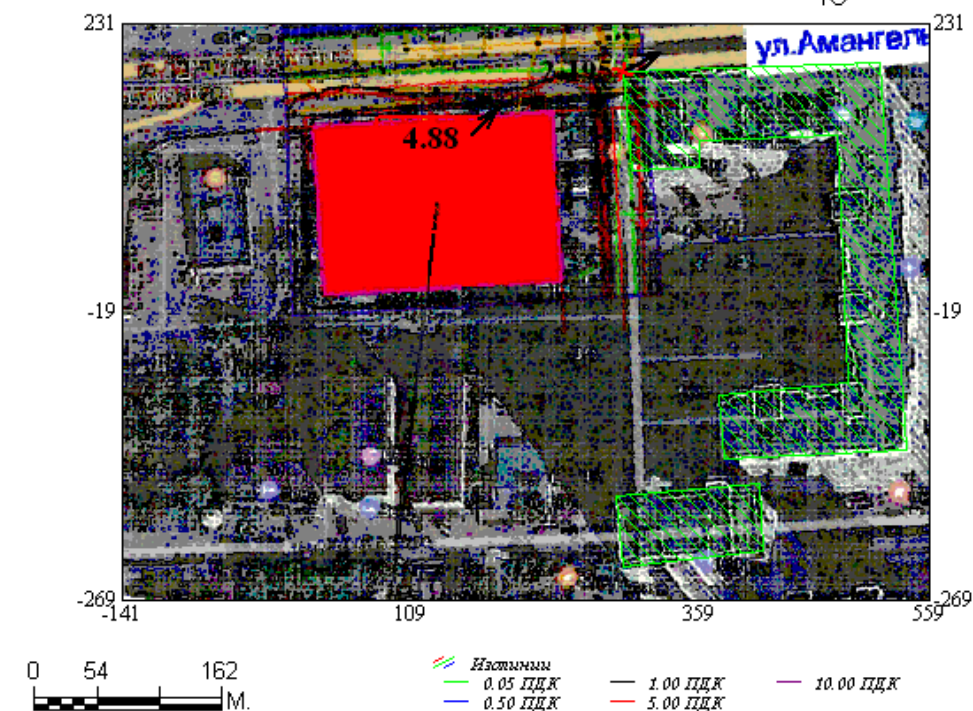 231 231
ул.Амангель
4.88
-19 -19
-269 -269
-141 109 359 559
0 54 162
М.
Изолинии
0.05 ПДК 1.00 ПДК 10.00 ПДК
0.50 ПДК 5.00 ПДК